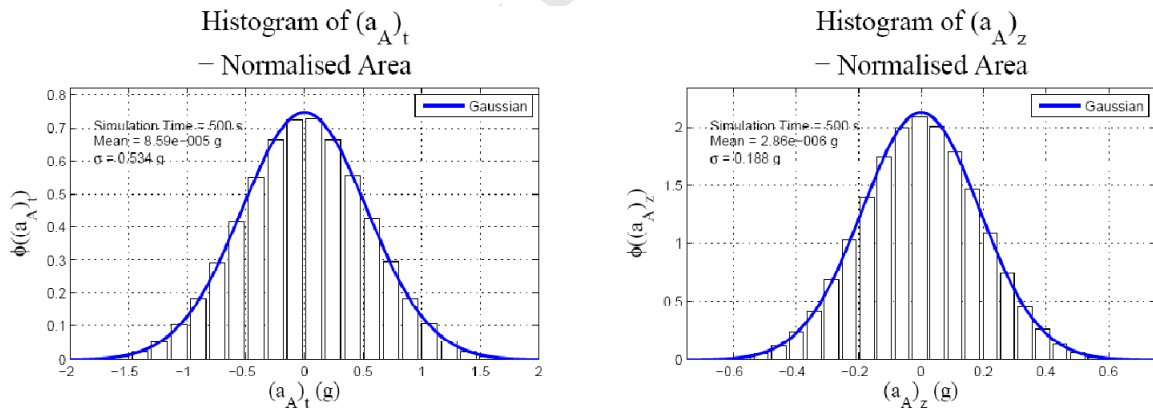 Histogram of (a_A)_t
− Normalised Area
0.8
0.7
0.6
0.5
0.4
0.3
0.2
0.1
0
ϕ((a_A)_t)
Simulation Time = 500 s
Mean = 8.59e−005 g
σ = 0.534 g
Gaussian
−2 −1.5 −1 −0.5 0 0.5 1 1.5 2
(a_A)_t (g)
Histogram of (a_A)_z
− Normalised Area
2
1.5
1
0.5
0
ϕ((a_A)_z)
Simulation Time = 500 s
Mean = 2.86e−006 g
σ = 0.188 g
Gaussian
−0.6 −0.4 −0.2 0 0.2 0.4 0.6
(a_A)_z (g)